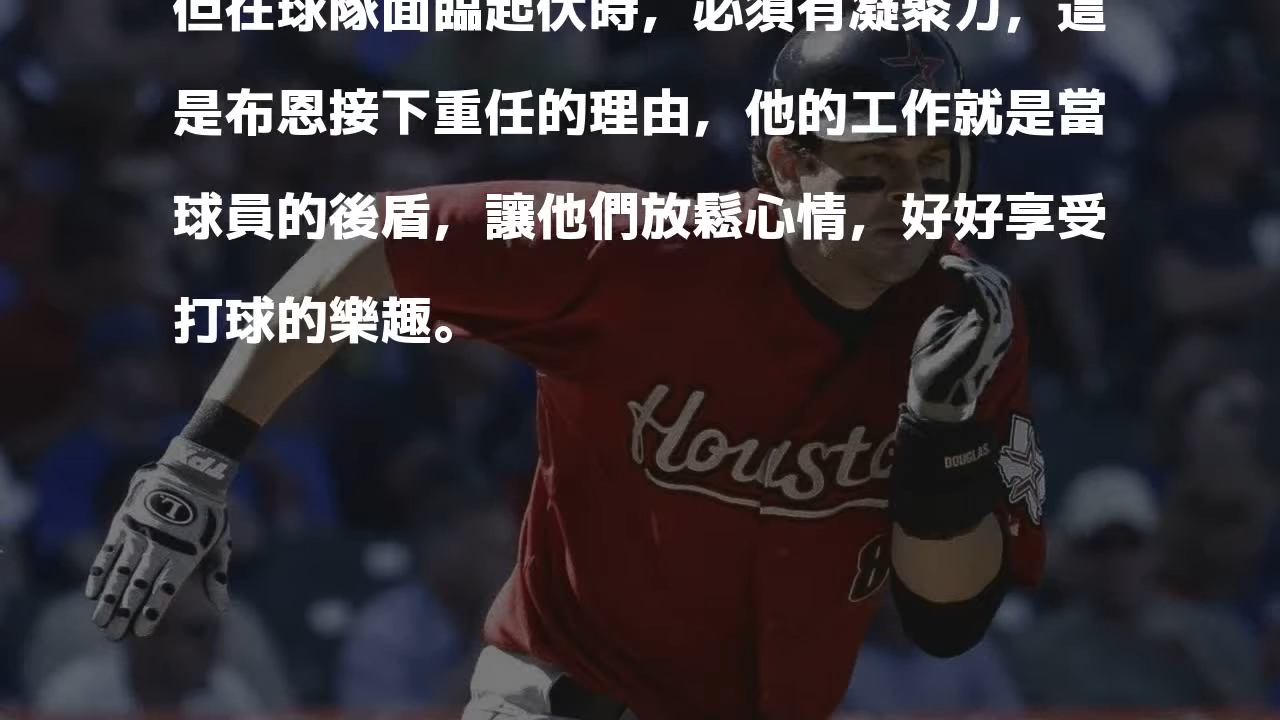 但在球隊面臨起伏時，必須有凝聚力，這
是布恩接下重任的理由，他的工作就是當
球員的後盾，讓他們放鬆心情，好好享受
打球的樂趣。
Housto
DOUGLAS
TPX
8